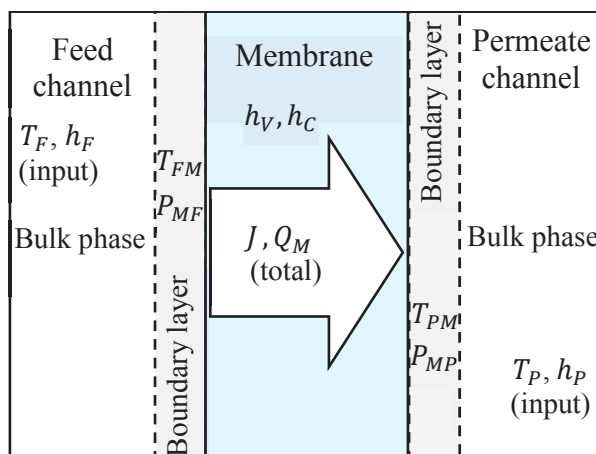 Feed
channel
T_F, h_F
(input)
Bulk phase
T_FM
P_MF
Boundary layer
Membrane
h_V, h_C
J, Q_M
(total)
Boundary layer
T_PM
P_MP
Permeate
channel
Bulk phase
T_P, h_P
(input)